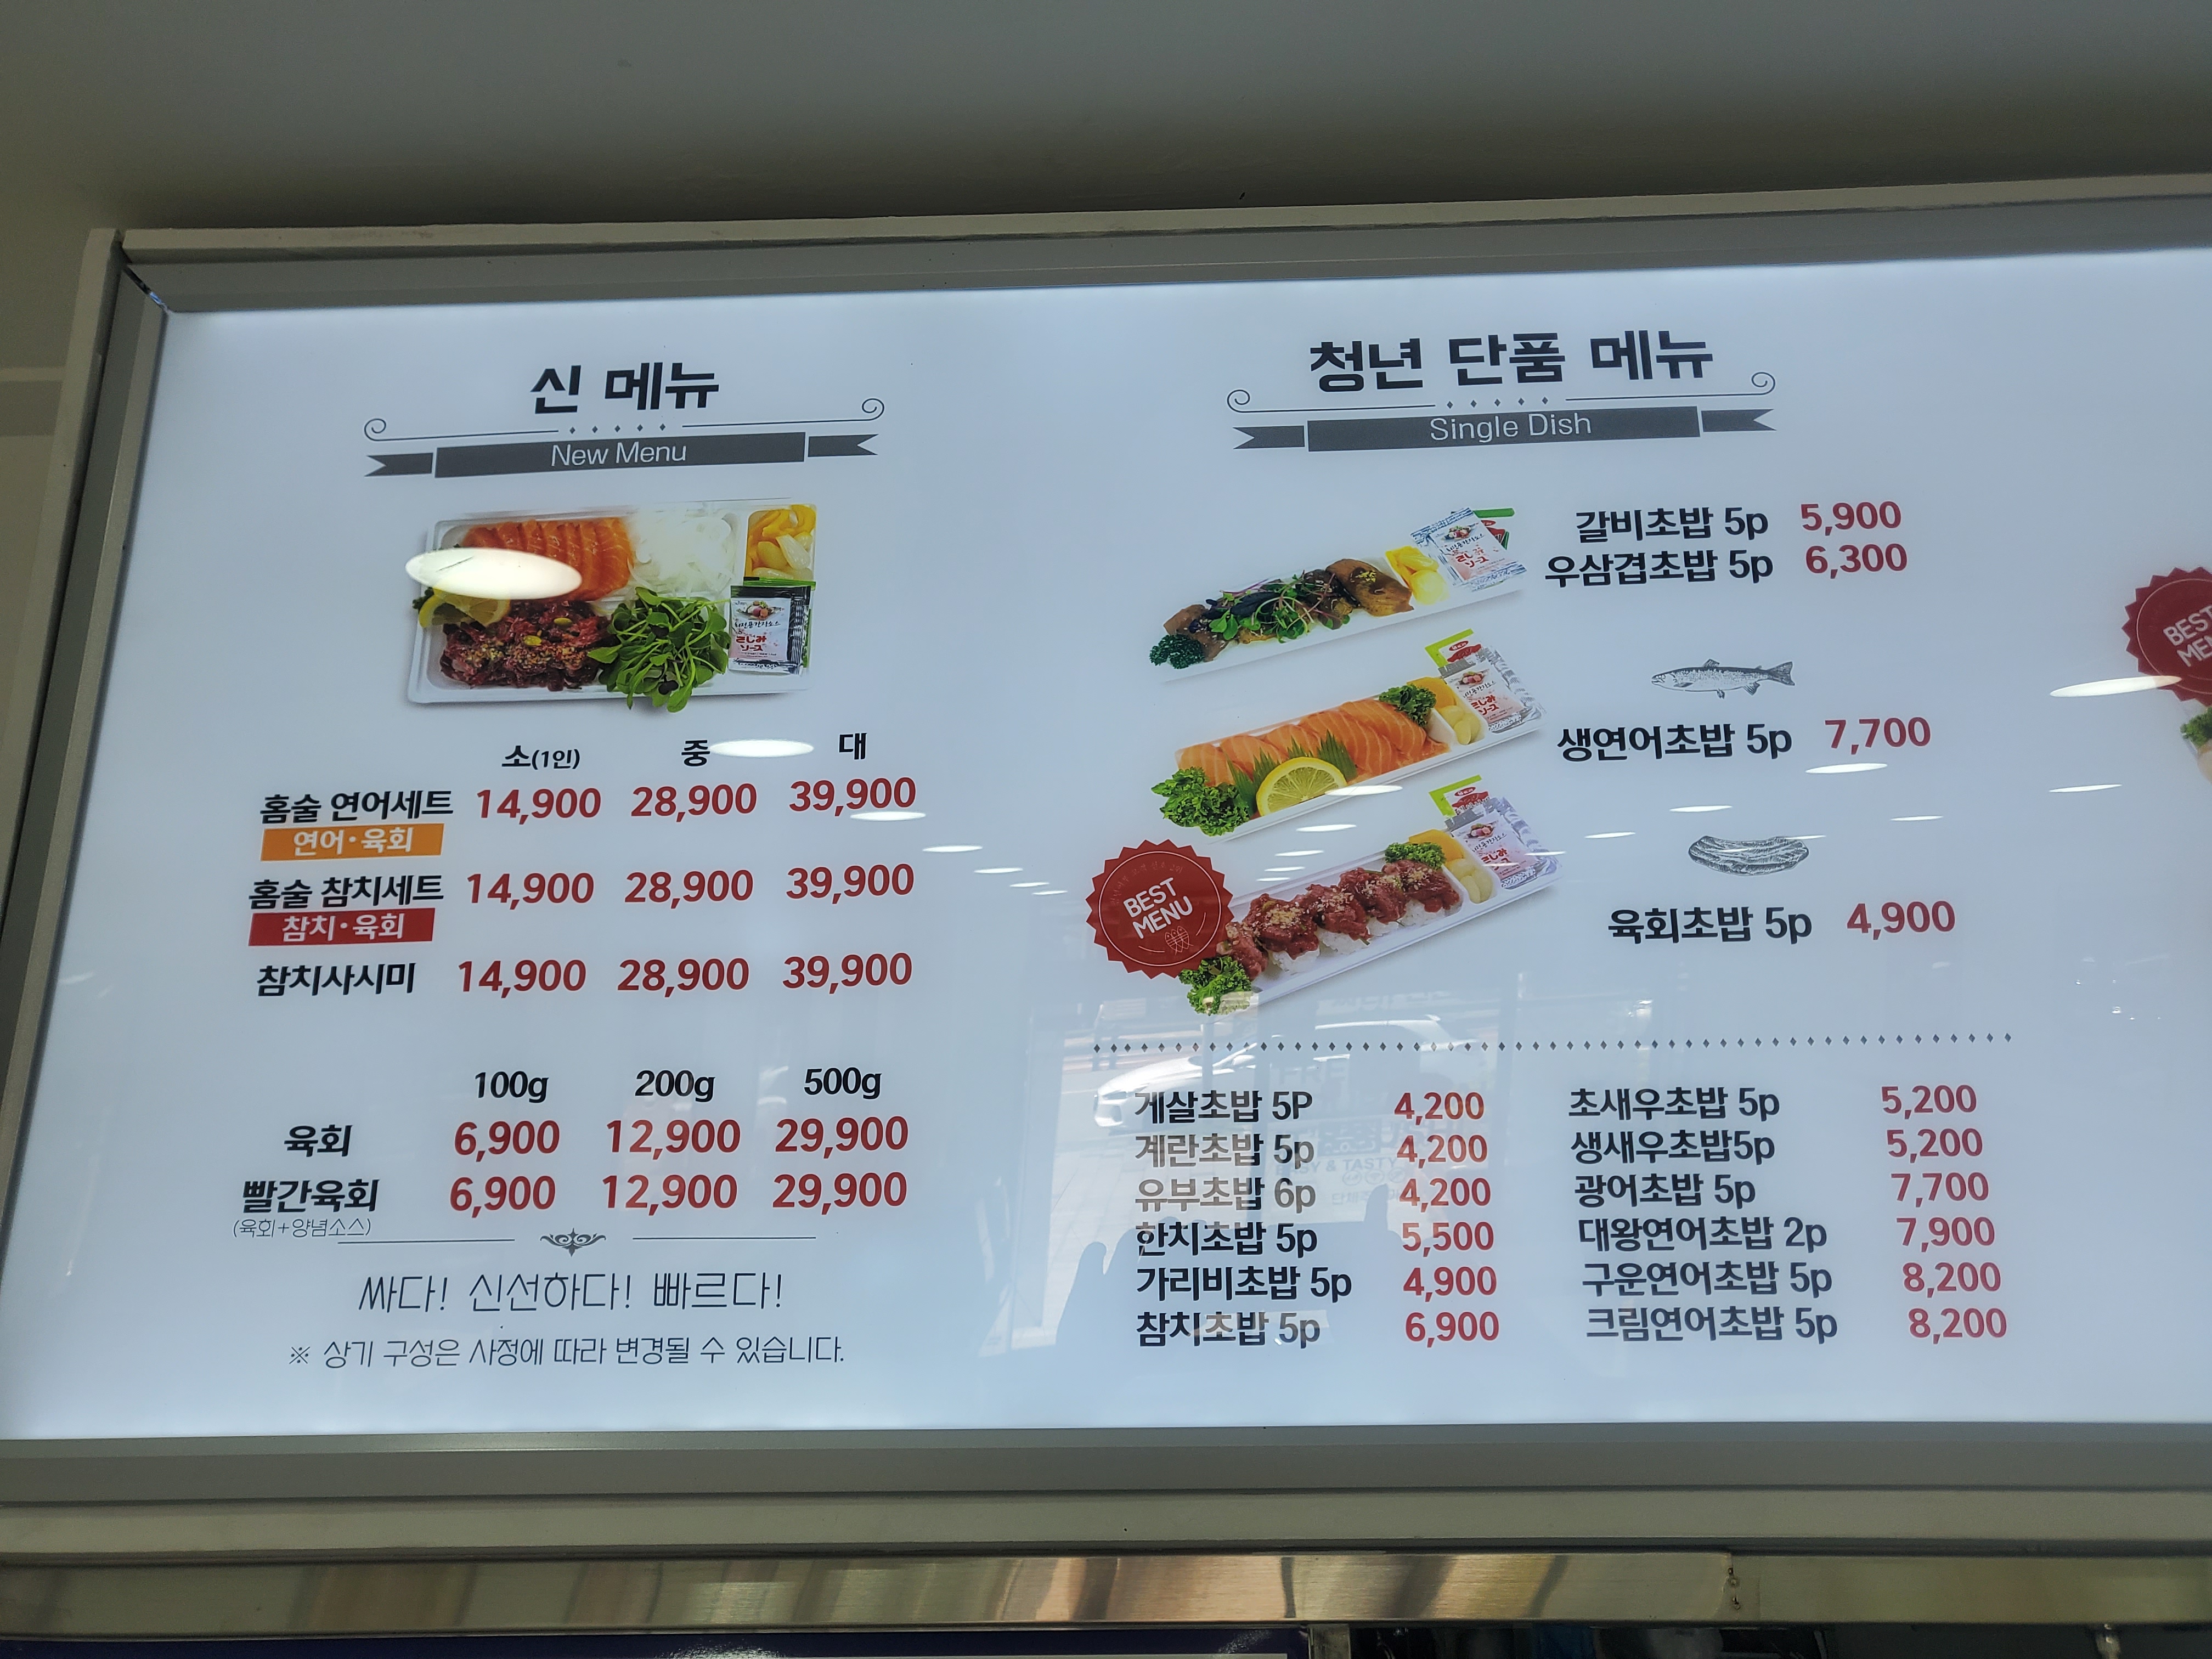 신 메뉴
New Menu
소(1인) 중 대
홈술 연어세트 14,900 28,900 39,900
연어·육회
홈술 참치세트 14,900 28,900 39,900
참치·육회
참치사시미 14,900 28,900 39,900
100g 200g 500g
육회 6,900 12,900 29,900
빨간육회 6,900 12,900 29,900
(육회+양념소스)
싸다! 신선하다! 빠르다!
※ 상기 구성은 사정에 따라 변경될 수 있습니다.
청년 단품 메뉴
Single Dish
갈비초밥 5p 5,900
우삼겹초밥 5p 6,300
생연어초밥 5p 7,700
BEST
MENU
육회초밥 5p 4,900
게살초밥 5P 4,200
계란초밥 5p 4,200
유부초밥 6p 4,200
한치초밥 5p 5,500
가리비초밥 5p 4,900
참치초밥 5p 6,900
초새우초밥 5p 5,200
생새우초밥5p 5,200
광어초밥 5p 7,700
대왕연어초밥 2p 7,900
구운연어초밥 5p 8,200
크림연어초밥 5p 8,200
BEST